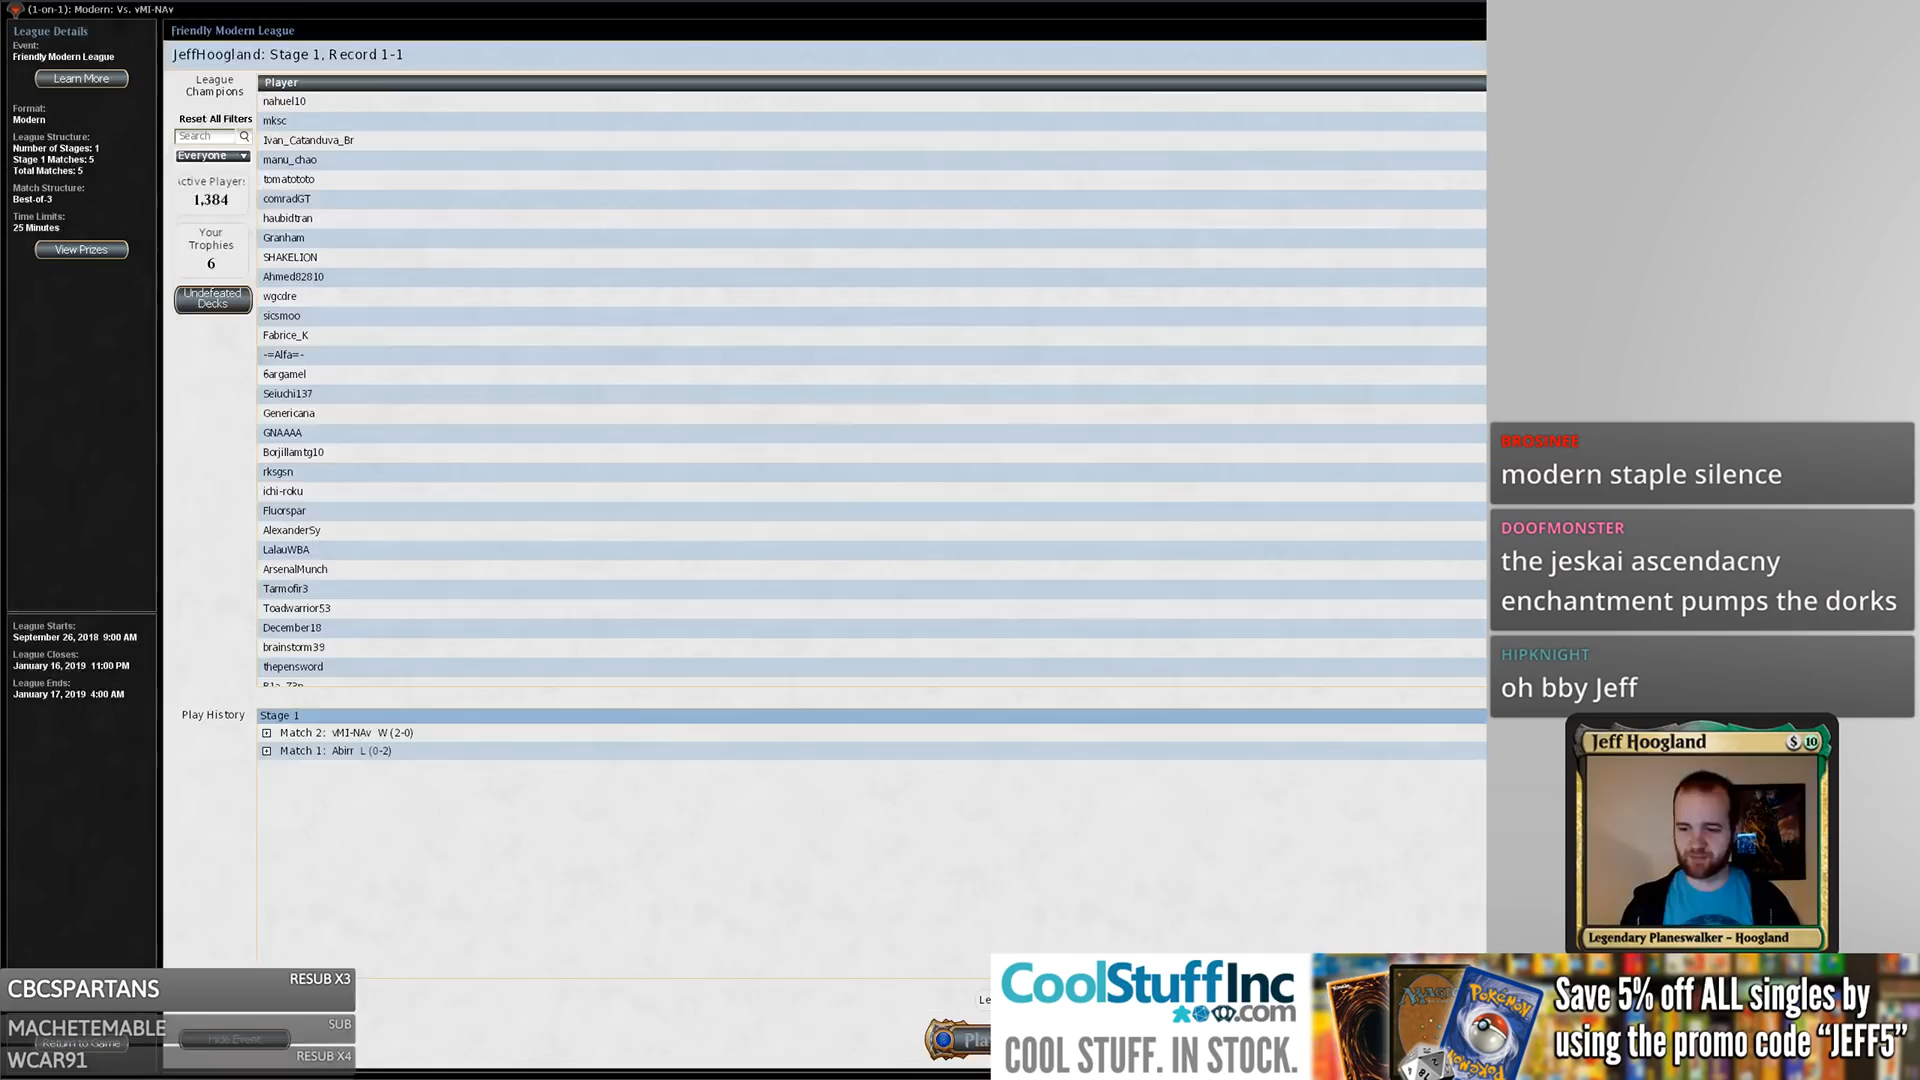 (1-on-1): Modern: Vs. vMI-NAv
League Details
Event:
Friendly Modern League
Learn More
Format:
Modern
League Structure:
Number of Stages: 1
Stage 1 Matches: 5
Total Matches: 5
Match Structure:
Best-of-3
Time Limits:
25 Minutes
View Prizes
League Starts:
September 26, 2018 9:00 AM
League Closes:
January 16, 2019 11:00 PM
League Ends:
January 17, 2019 4:00 AM
Friendly Modern League
JeffHoogland: Stage 1, Record 1-1
League
Champions
Reset All Filters
Search
Everyone
Active Players
1,384
Your
Trophies
6
Undefeated
Decks
Player
nahuel10
mksc
Ivan_Catanduva_Br
manu_chao
tomatototo
comradGT
haubidtran
Granham
SHAKELION
Ahmed82810
wgcdre
sicsmoo
Fabrice_K
-=Alfa=-
6argamel
Seiuchi137
Genericana
GNAAAA
Borjillamtg10
rksgsn
ichi-roku
Fluorspar
AlexanderSy
LalauWBA
ArsenalMunch
Tarmofir3
Toadwarrior53
December18
brainstorm39
thepensword
Play History
Stage 1
Match 2: vMI-NAv W (2-0)
Match 1: Abirr L (0-2)
Le
Pla
BROSINEE
modern staple silence
DOOFMONSTER
the jeskai ascendacny
enchantment pumps the dorks
HIPKNIGHT
oh bby Jeff
Jeff Hoogland $ 10
Legendary Planeswalker - Hoogland
CBCSPARTANS RESUB X3
MACHETEMABLE SUB
Return to Game
Hide Event
WCAR91 RESUB X4
CoolStuffInc
.com
COOL STUFF. IN STOCK.
MAGIC
POKéMON
Save 5% off ALL singles by
using the promo code "JEFF5"